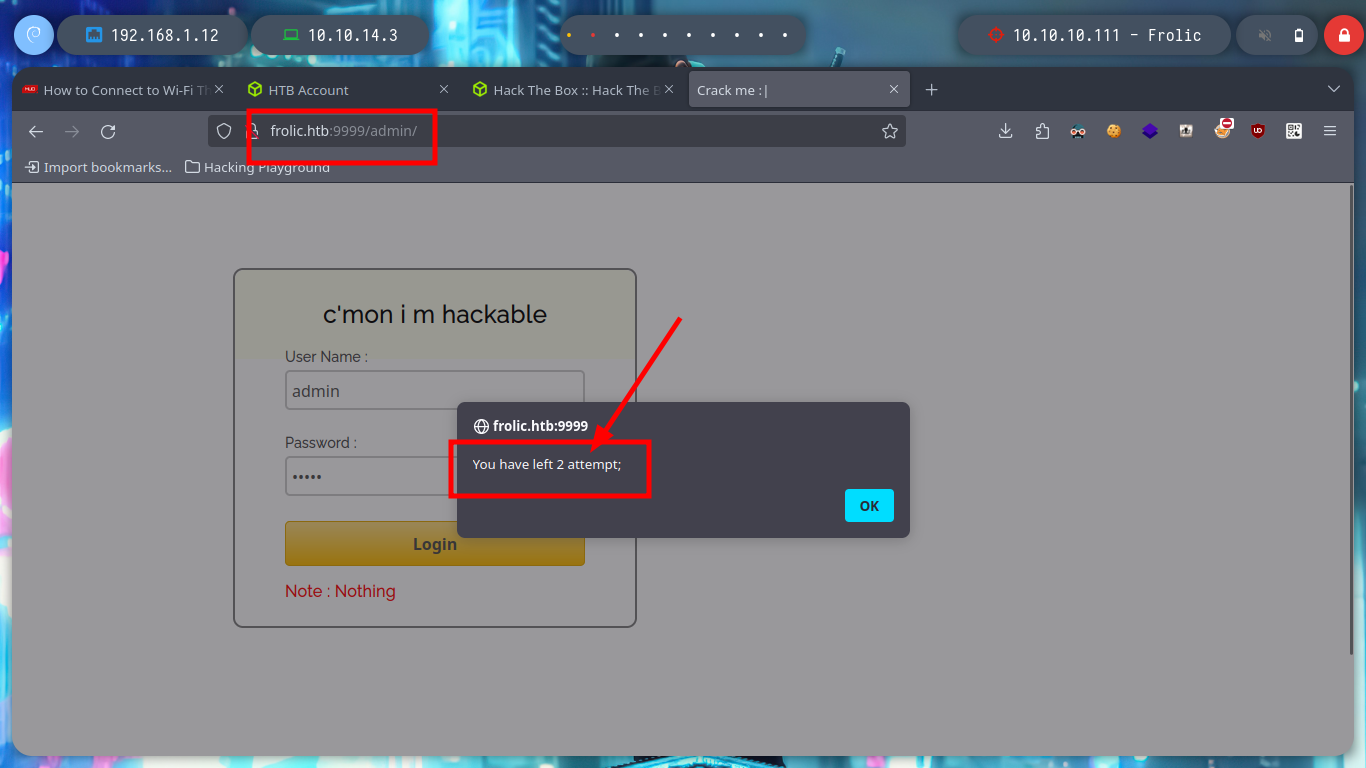 192.168.1.12
10.10.14.3
10.10.10.111 - Frolic
How to Connect to Wi-Fi Th
HTB Account
Hack The Box :: Hack The B
Crack me :|
frolic.htb:9999/admin/
Import bookmarks...
Hacking Playground
c'mon i m hackable
User Name :
admin
Password :
•••••
Login
Note : Nothing
frolic.htb:9999
You have left 2 attempt;
OK